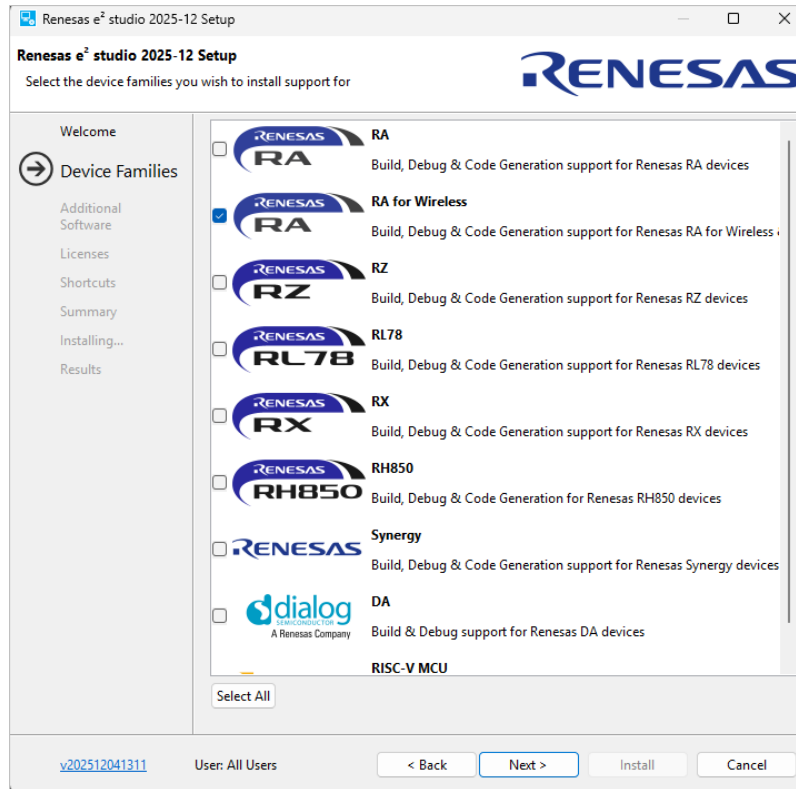 Renesas e² studio 2025-12 Setup
Renesas e² studio 2025-12 Setup
Select the device families you wish to install support for
RENESAS
Welcome
Device Families
Additional
Software
Licenses
Shortcuts
Summary
Installing...
Results
RENESAS
RA
RA
Build, Debug & Code Generation support for Renesas RA devices
RENESAS
RA
RA for Wireless
Build, Debug & Code Generation support for Renesas RA for Wireless
RENESAS
RZ
RZ
Build, Debug & Code Generation support for Renesas RZ devices
RENESAS
RL78
RL78
Build, Debug & Code Generation support for Renesas RL78 devices
RENESAS
RX
RX
Build, Debug & Code Generation support for Renesas RX devices
RENESAS
RH850
RH850
Build, Debug & Code Generation for Renesas RH850 devices
RENESAS
Synergy
Build, Debug & Code Generation support for Renesas Synergy devices
dialog
SEMICONDUCTOR
A Renesas Company
DA
Build & Debug support for Renesas DA devices
RISC-V MCU
Select All
v202512041311
User: All Users
< Back
Next >
Install
Cancel